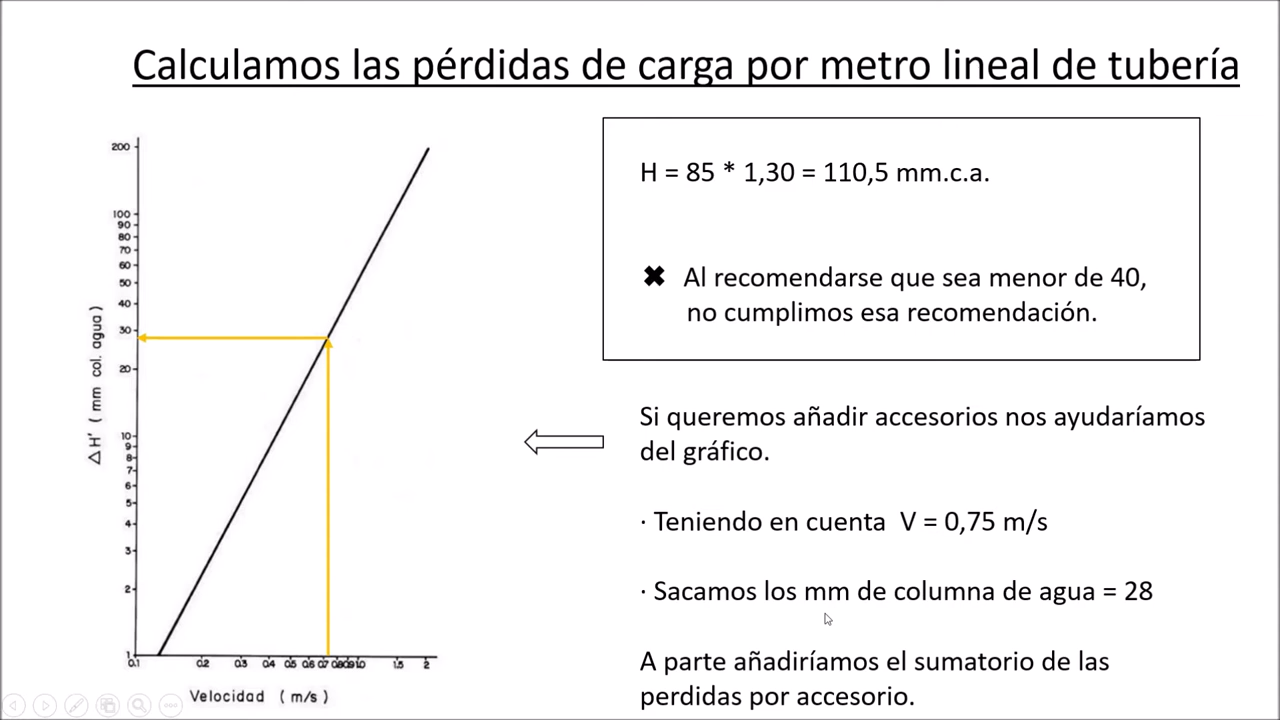 Calculamos las pérdidas de carga por metro lineal de tubería
H = 85 * 1,30 = 110,5 mm.c.a.
✖ Al recomendarse que sea menor de 40,
no cumplimos esa recomendación.
Si queremos añadir accesorios nos ayudaríamos
del gráfico.
· Teniendo en cuenta V = 0,75 m/s
· Sacamos los mm de columna de agua = 28
A parte añadiríamos el sumatorio de las
perdidas por accesorio.
Δ H' ( mm col. agua )
200
100
90
80
70
60
50
40
30
20
10
9
8
7
6
5
4
3
2
1
0.1 0.2 0.3 0.4 0.5 0.6 0.7 0.8 0.9 1.0 1.5 2
Velocidad ( m/s )